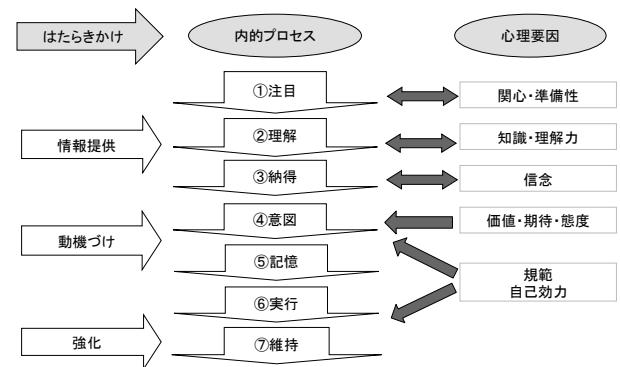 はたらきかけ
内的プロセス
心理要因
①注目
関心・準備性
情報提供
②理解
知識・理解力
③納得
信念
動機づけ
④意図
価値・期待・態度
⑤記憶
規範
自己効力
⑥実行
強化
⑦維持